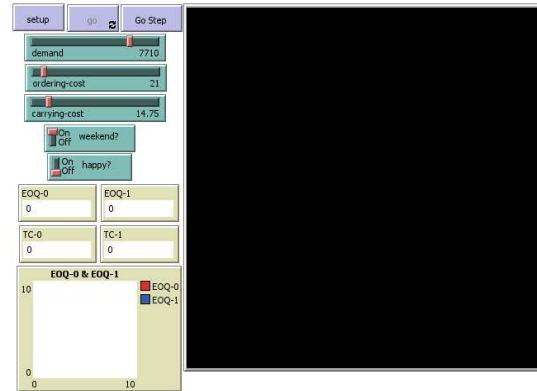 setup go Go Step
demand 7710
ordering-cost 21
carrying-cost 14.75
On
Off
weekend?
On
Off
happy?
EOQ-0 EOQ-1
0 0
TC-0 TC-1
0 0
EOQ-0 & EOQ-1
10
EOQ-0
EOQ-1
0
0 10